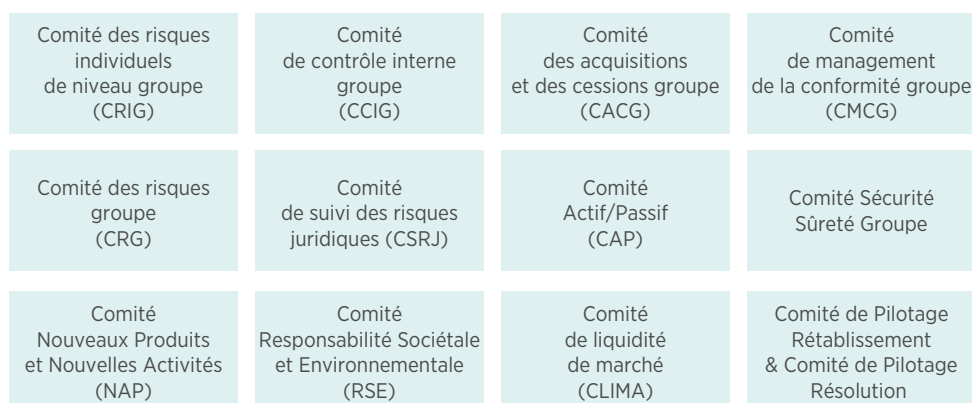 Comité des risques
individuels
de niveau groupe
(CRIG)
Comité
de contrôle interne
groupe
(CCIG)
Comité
des acquisitions
et des cessions groupe
(CACG)
Comité
de management
de la conformité groupe
(CMCG)
Comité des risques
groupe
(CRG)
Comité
de suivi des risques
juridiques (CSRJ)
Comité
Actif/Passif
(CAP)
Comité Sécurité
Sûreté Groupe
Comité
Nouveaux Produits
et Nouvelles Activités
(NAP)
Comité
Responsabilité Sociétale
et Environnementale
(RSE)
Comité
de liquidité
de marché
(CLIMA)
Comité de Pilotage
Rétablissement
& Comité de Pilotage
Résolution